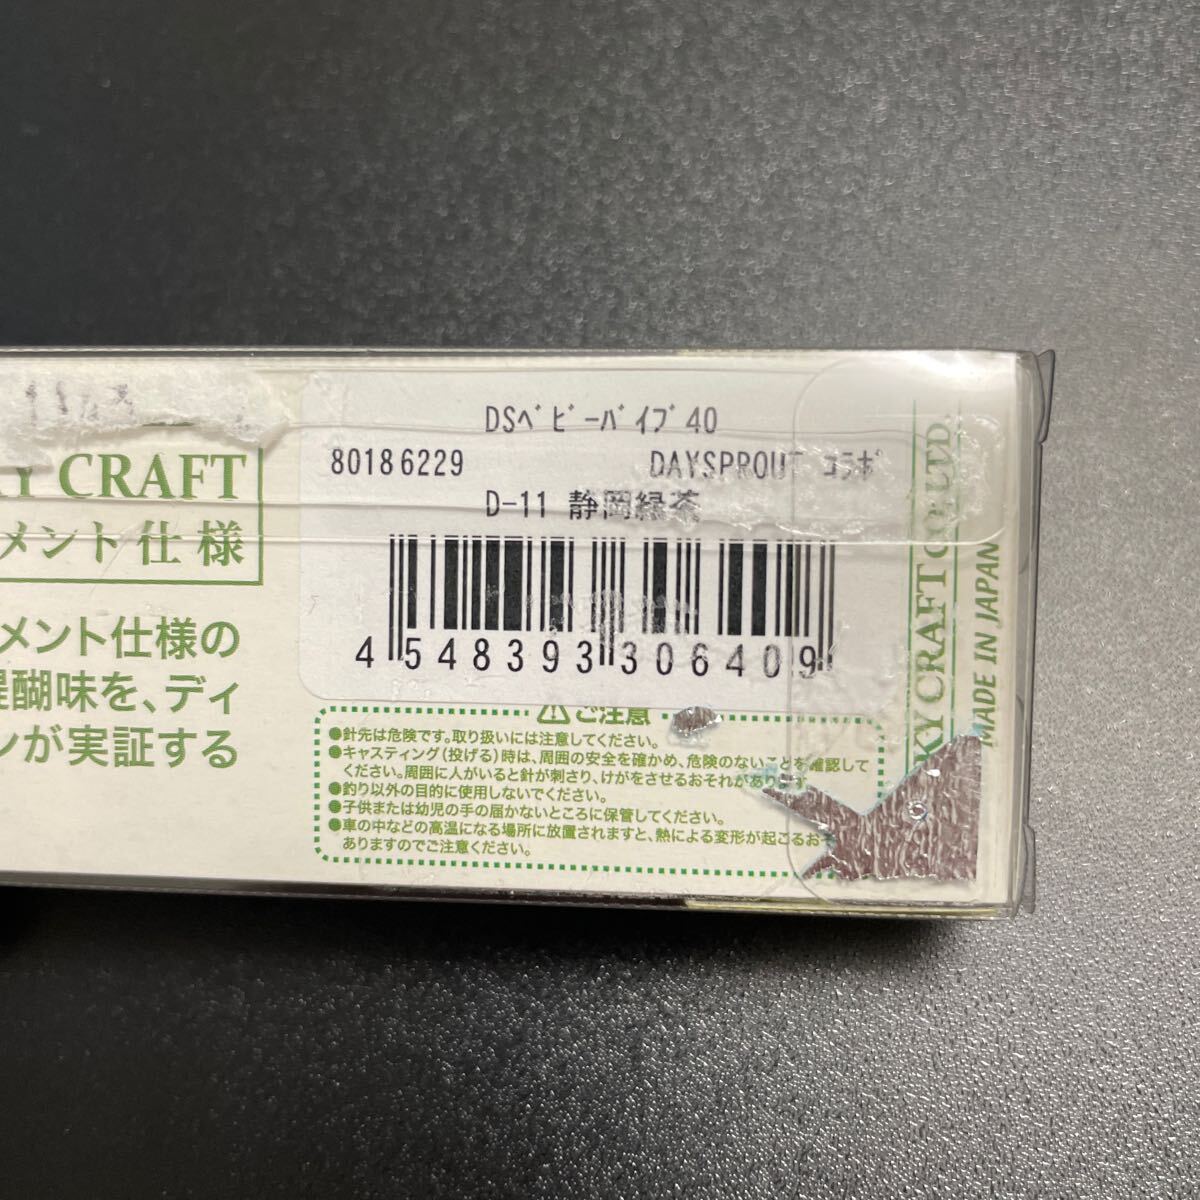 Y CRAFT
メント仕様
メント仕様の
醍醐味を、ディ
ンが実証する
DSﾍﾞﾋﾞｰﾊﾞｲﾌﾞ40
80186229 DAYSPROUT ｺﾗﾎﾞ
D-11 静岡緑茶
4 548393 306409
ご注意
●針先は危険です。取り扱いには注意してください。
●キャスティング(投げる)時は、周囲の安全を確かめ、危険のないことを確認して
ください。周囲に人がいると針が刺さり、けがをさせるおそれがあります
●釣り以外の目的に使用しないでください。
●子供または幼児の手の届かないところに保管してください。
●車の中などの高温になる場所に放置されますと、熱による変形が起こるおそ
ありますのでご注意ください。
KY CRAFT CO., LTD.
MADE IN JAPAN